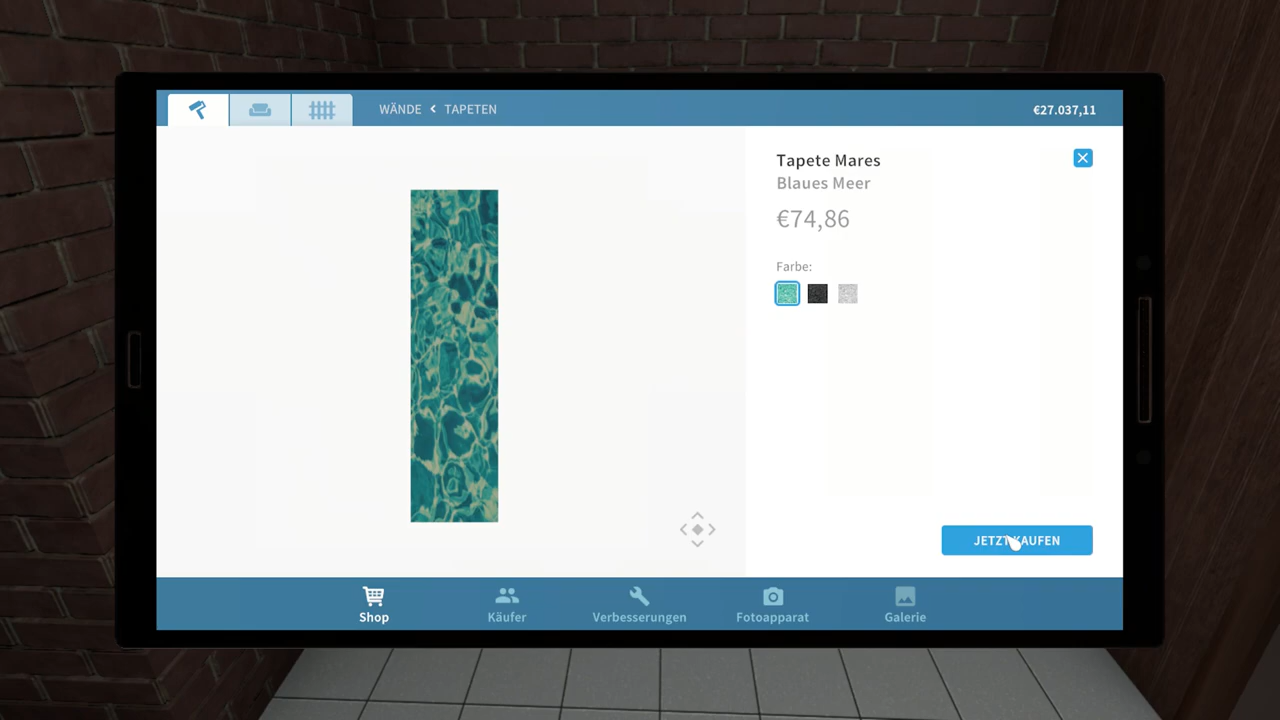 WÄNDE < TAPETEN
€27.037,11
Tapete Mares
Blaues Meer
€74,86
Farbe:
JETZT KAUFEN
Shop
Käufer
Verbesserungen
Fotoapparat
Galerie